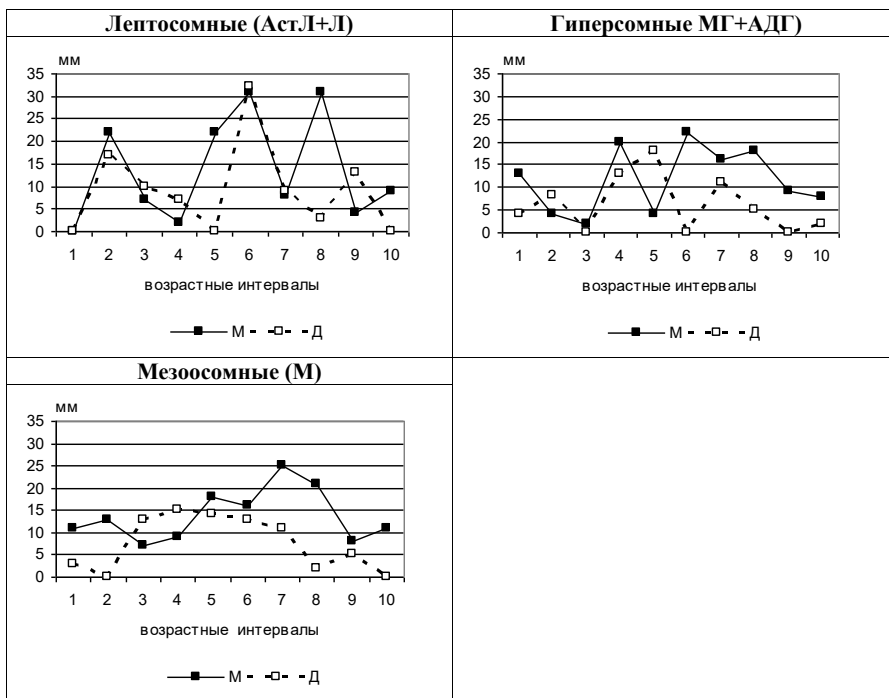 Лептосомные (АстЛ+Л)
мм
35
30
25
20
15
10
5
0
1 2 3 4 5 6 7 8 9 10
возрастные интервалы
М Д
Гиперсомные МГ+АДГ)
мм
35
30
25
20
15
10
5
0
1 2 3 4 5 6 7 8 9 10
возрастные интервалы
М Д
Мезоосомные (М)
мм
35
30
25
20
15
10
5
0
1 2 3 4 5 6 7 8 9 10
возрастные интервалы
М Д